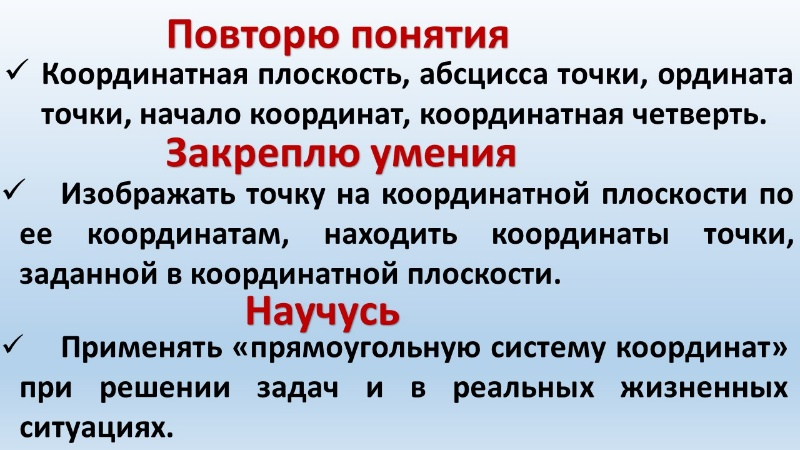 Повторю понятия
✓ Координатная плоскость, абсцисса точки, ордината
точки, начало координат, координатная четверть.
Закреплю умения
✓ Изображать точку на координатной плоскости по
ее координатам, находить координаты точки,
заданной в координатной плоскости.
Научусь
✓ Применять «прямоугольную систему координат»
при решении задач и в реальных жизненных
ситуациях.